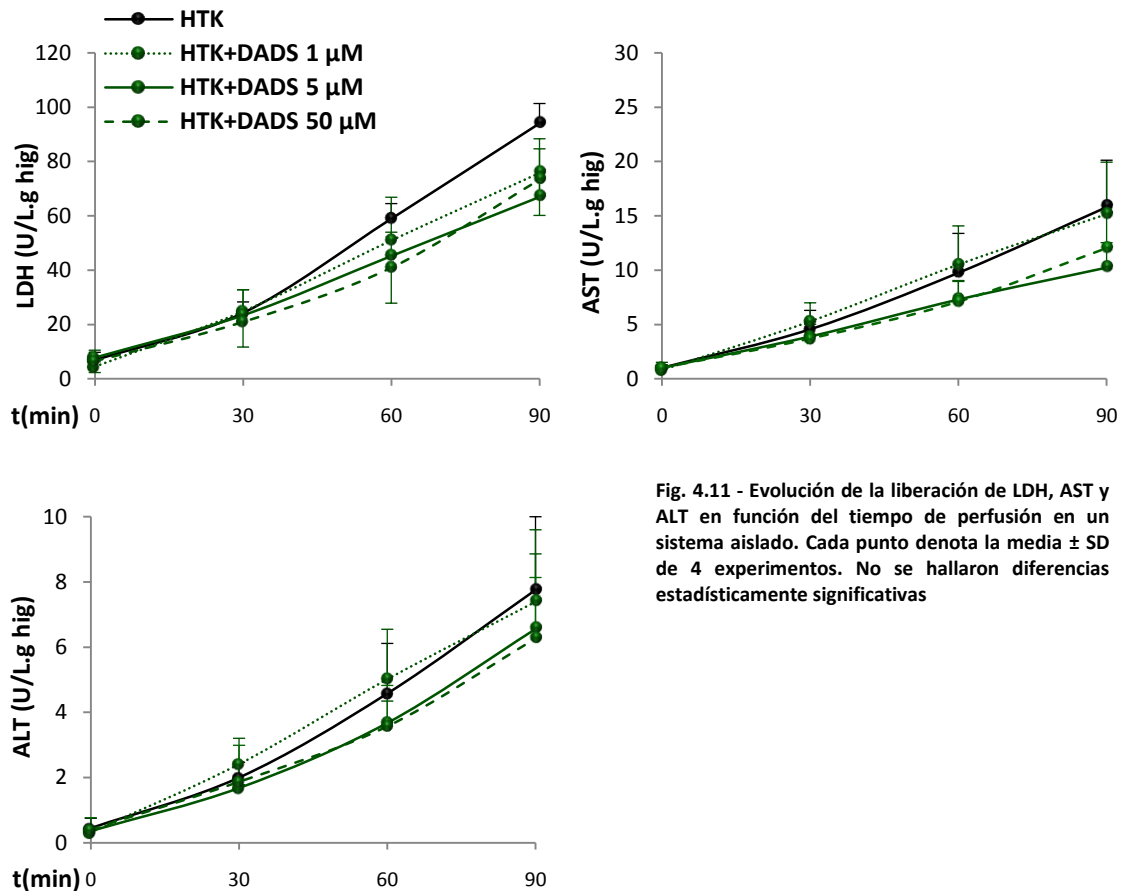 HTK
HTK+DADS 1 µM
HTK+DADS 5 µM
HTK+DADS 50 µM
120
100
80
60
40
20
0
LDH (U/L.g hig)
t(min)
0 30 60 90
30
25
20
15
10
5
0
AST (U/L.g hig)
0 30 60 90
10
8
6
4
2
0
ALT (U/L.g hig)
t(min)
0 30 60 90
Fig. 4.11 - Evolución de la liberación de LDH, AST y
ALT en función del tiempo de perfusión en un
sistema aislado. Cada punto denota la media ± SD
de 4 experimentos. No se hallaron diferencias
estadísticamente significativas